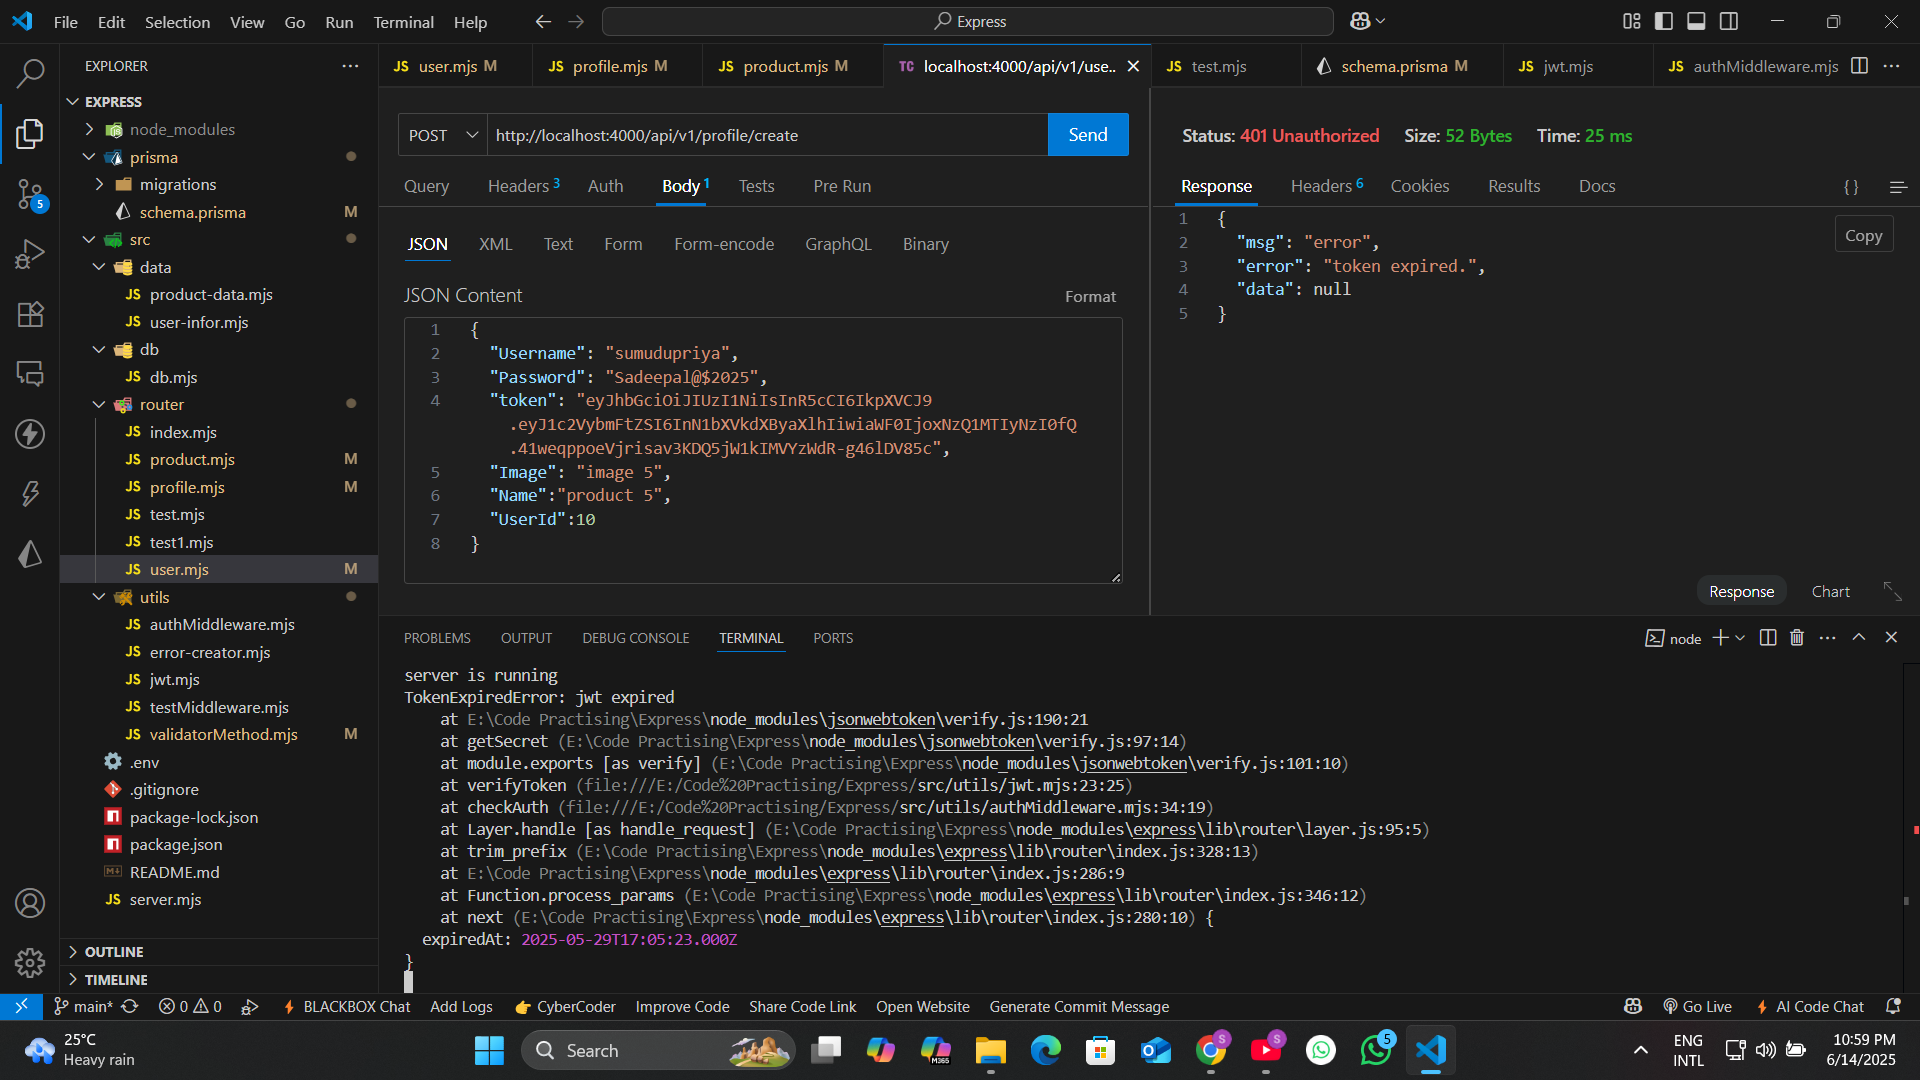 File Edit Selection View Go Run Terminal Help
Express
EXPLORER
EXPRESS
node_modules
prisma
migrations
schema.prisma M
src
data
JS product-data.mjs
JS user-infor.mjs
db
JS db.mjs
router
JS index.mjs
JS product.mjs M
JS profile.mjs M
JS test.mjs
JS test1.mjs
JS user.mjs M
utils
JS authMiddleware.mjs
JS error-creator.mjs
JS jwt.mjs
JS testMiddleware.mjs
JS validatorMethod.mjs M
.env
.gitignore
package-lock.json
package.json
README.md
JS server.mjs
OUTLINE
TIMELINE
5
JS user.mjs M
JS profile.mjs M
JS product.mjs M
TC localhost:4000/api/v1/use..
JS test.mjs
schema.prisma M
JS jwt.mjs
JS authMiddleware.mjs
POST http://localhost:4000/api/v1/profile/create Send
Query Headers 3 Auth Body 1 Tests Pre Run
JSON XML Text Form Form-encode GraphQL Binary
JSON Content Format
1 {
2 "Username": "sumudupriya",
3 "Password": "Sadeepal@$2025",
4 "token": "eyJhbGciOiJIUzI1NiIsInR5cCI6IkpXVCJ9
.eyJ1c2VybmFtZSI6InN1bXVkdXByaXlhIiwiaWF0IjoxNzQ1MTIyNzI0fQ
.41weqppoeVjrisav3KDQ5jW1kIMVYzWdR-g46lDV85c",
5 "Image": "image 5",
6 "Name":"product 5",
7 "UserId":10
8 }
Status: 401 Unauthorized Size: 52 Bytes Time: 25 ms
Response Headers 6 Cookies Results Docs { }
1 {
2 "msg": "error",
3 "error": "token expired.",
4 "data": null
5 }
Copy
Response Chart
PROBLEMS OUTPUT DEBUG CONSOLE TERMINAL PORTS
node
server is running
TokenExpiredError: jwt expired
at E:\Code Practising\Express\node_modules\jsonwebtoken\verify.js:190:21
at getSecret (E:\Code Practising\Express\node_modules\jsonwebtoken\verify.js:97:14)
at module.exports [as verify] (E:\Code Practising\Express\node_modules\jsonwebtoken\verify.js:101:10)
at verifyToken (file:///E:/Code%20Practising/Express/src/utils/jwt.mjs:23:25)
at checkAuth (file:///E:/Code%20Practising/Express/src/utils/authMiddleware.mjs:34:19)
at Layer.handle [as handle_request] (E:\Code Practising\Express\node_modules\express\lib\router\layer.js:95:5)
at trim_prefix (E:\Code Practising\Express\node_modules\express\lib\router\index.js:328:13)
at E:\Code Practising\Express\node_modules\express\lib\router\index.js:286:9
at Function.process_params (E:\Code Practising\Express\node_modules\express\lib\router\index.js:346:12)
at next (E:\Code Practising\Express\node_modules\express\lib\router\index.js:280:10) {
expiredAt: 2025-05-29T17:05:23.000Z
}
main* 0 0 BLACKBOX Chat Add Logs CyberCoder Improve Code Share Code Link Open Website Generate Commit Message Go Live AI Code Chat
25°C
Heavy rain
Search
M365
S
S
5
ENG
INTL
10:59 PM
6/14/2025